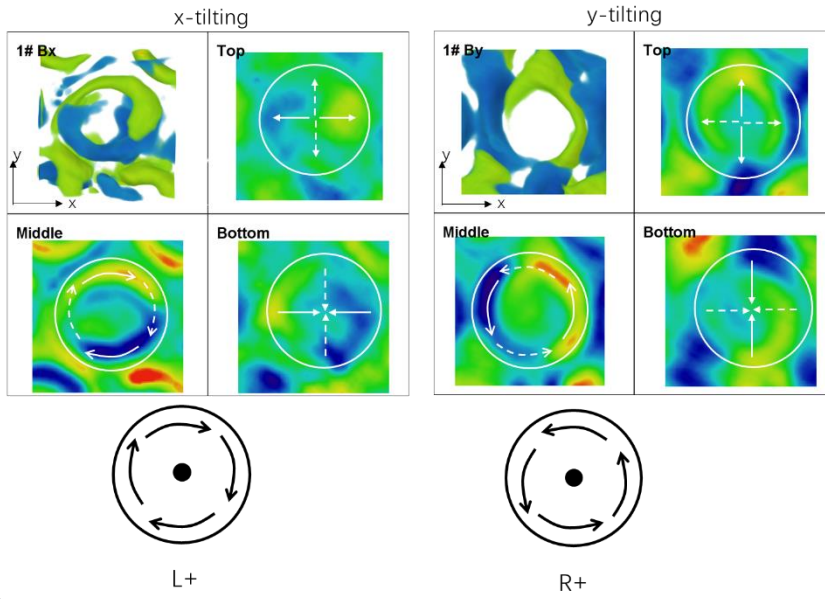 x-tilting
y-tilting
1# Bx
Top
y
x
Middle
Bottom
1# By
Top
y
x
Middle
Bottom
L+
R+